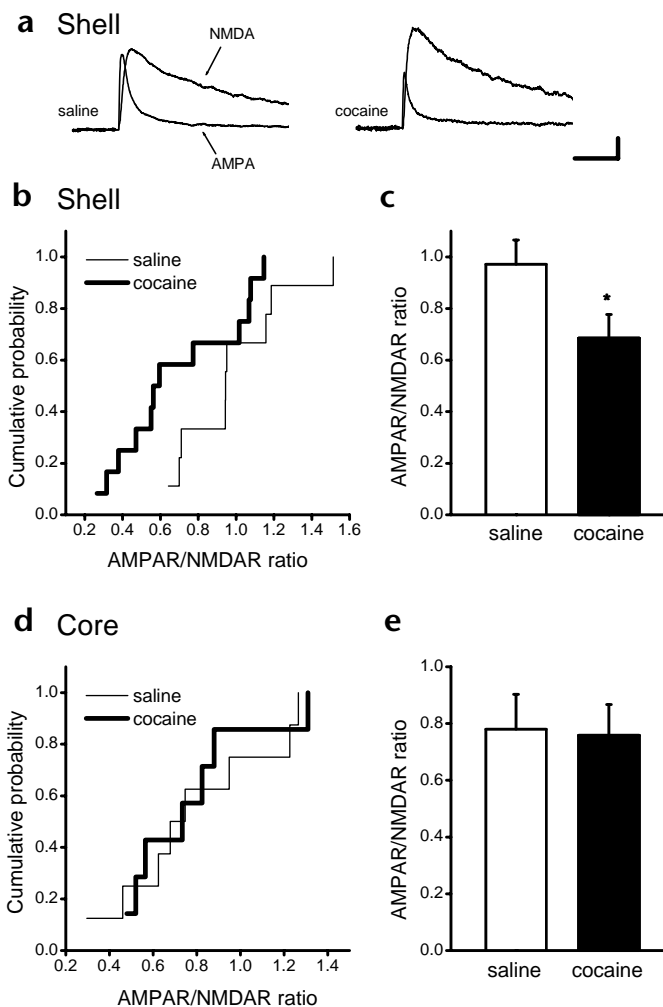 a Shell
NMDA
saline
AMPA
cocaine
b Shell
saline
cocaine
Cumulative probability
1.0
0.8
0.6
0.4
0.2
0.0
0.2 0.4 0.6 0.8 1.0 1.2 1.4 1.6
AMPAR/NMDAR ratio
c
AMPAR/NMDAR ratio
1.0
0.8
0.6
0.4
0.2
0.0
*
saline cocaine
d Core
saline
cocaine
Cumulative probability
1.0
0.8
0.6
0.4
0.2
0.0
0.2 0.4 0.6 0.8 1.0 1.2 1.4
AMPAR/NMDAR ratio
e
AMPAR/NMDAR ratio
1.0
0.8
0.6
0.4
0.2
0.0
saline cocaine